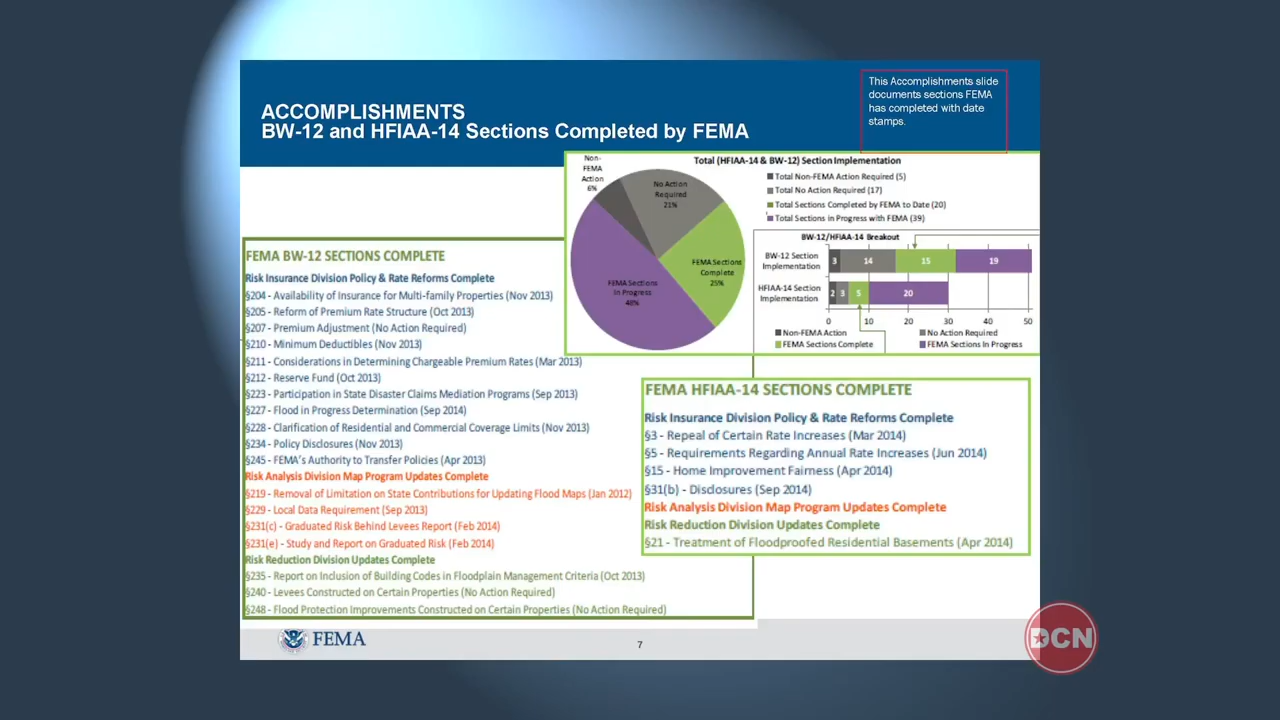 ACCOMPLISHMENTS
BW-12 and HFIAA-14 Sections Completed by FEMA
This Accomplishments slide
documents sections FEMA
has completed with date
stamps.
Total (HFIAA-14 & BW-12) Section Implementation
Non-
FEMA
Action
6%
No Action
Required
21%
FEMA Sections
Complete
25%
FEMA Sections
In Progress
48%
Total Non-FEMA Action Required (5)
Total No Action Required (17)
Total Sections Completed by FEMA to Date (20)
Total Sections in Progress with FEMA (39)
BW-12/HFIAA-14 Breakout
BW-12 Section
Implementation
3 14 15 19
HFIAA-14 Section
Implementation
2 3 5 20
0 10 20 30 40 50
Non-FEMA Action
No Action Required
FEMA Sections Complete
FEMA Sections In Progress
FEMA BW-12 SECTIONS COMPLETE
Risk Insurance Division Policy & Rate Reforms Complete
§204 - Availability of Insurance for Multi-family Properties (Nov 2013)
§205 - Reform of Premium Rate Structure (Oct 2013)
§207 - Premium Adjustment (No Action Required)
§210 - Minimum Deductibles (Nov 2013)
§211 - Considerations in Determining Chargeable Premium Rates (Mar 2013)
§212 - Reserve Fund (Oct 2013)
§223 - Participation in State Disaster Claims Mediation Programs (Sep 2013)
§227 - Flood in Progress Determination (Sep 2014)
§228 - Clarification of Residential and Commercial Coverage Limits (Nov 2013)
§234 - Policy Disclosures (Nov 2013)
§245 - FEMA's Authority to Transfer Policies (Apr 2013)
Risk Analysis Division Map Program Updates Complete
§219 - Removal of Limitation on State Contributions for Updating Flood Maps (Jan 2012)
§229 - Local Data Requirement (Sep 2013)
§231(c) - Graduated Risk Behind Levees Report (Feb 2014)
§231(e) - Study and Report on Graduated Risk (Feb 2014)
Risk Reduction Division Updates Complete
§235 - Report on Inclusion of Building Codes in Floodplain Management Criteria (Oct 2013)
§240 - Levees Constructed on Certain Properties (No Action Required)
§248 - Flood Protection Improvements Constructed on Certain Properties (No Action Required)
FEMA HFIAA-14 SECTIONS COMPLETE
Risk Insurance Division Policy & Rate Reforms Complete
§3 - Repeal of Certain Rate Increases (Mar 2014)
§5 - Requirements Regarding Annual Rate Increases (Jun 2014)
§15 - Home Improvement Fairness (Apr 2014)
§31(b) - Disclosures (Sep 2014)
Risk Analysis Division Map Program Updates Complete
Risk Reduction Division Updates Complete
§21 - Treatment of Floodproofed Residential Basements (Apr 2014)
FEMA
7
DCN